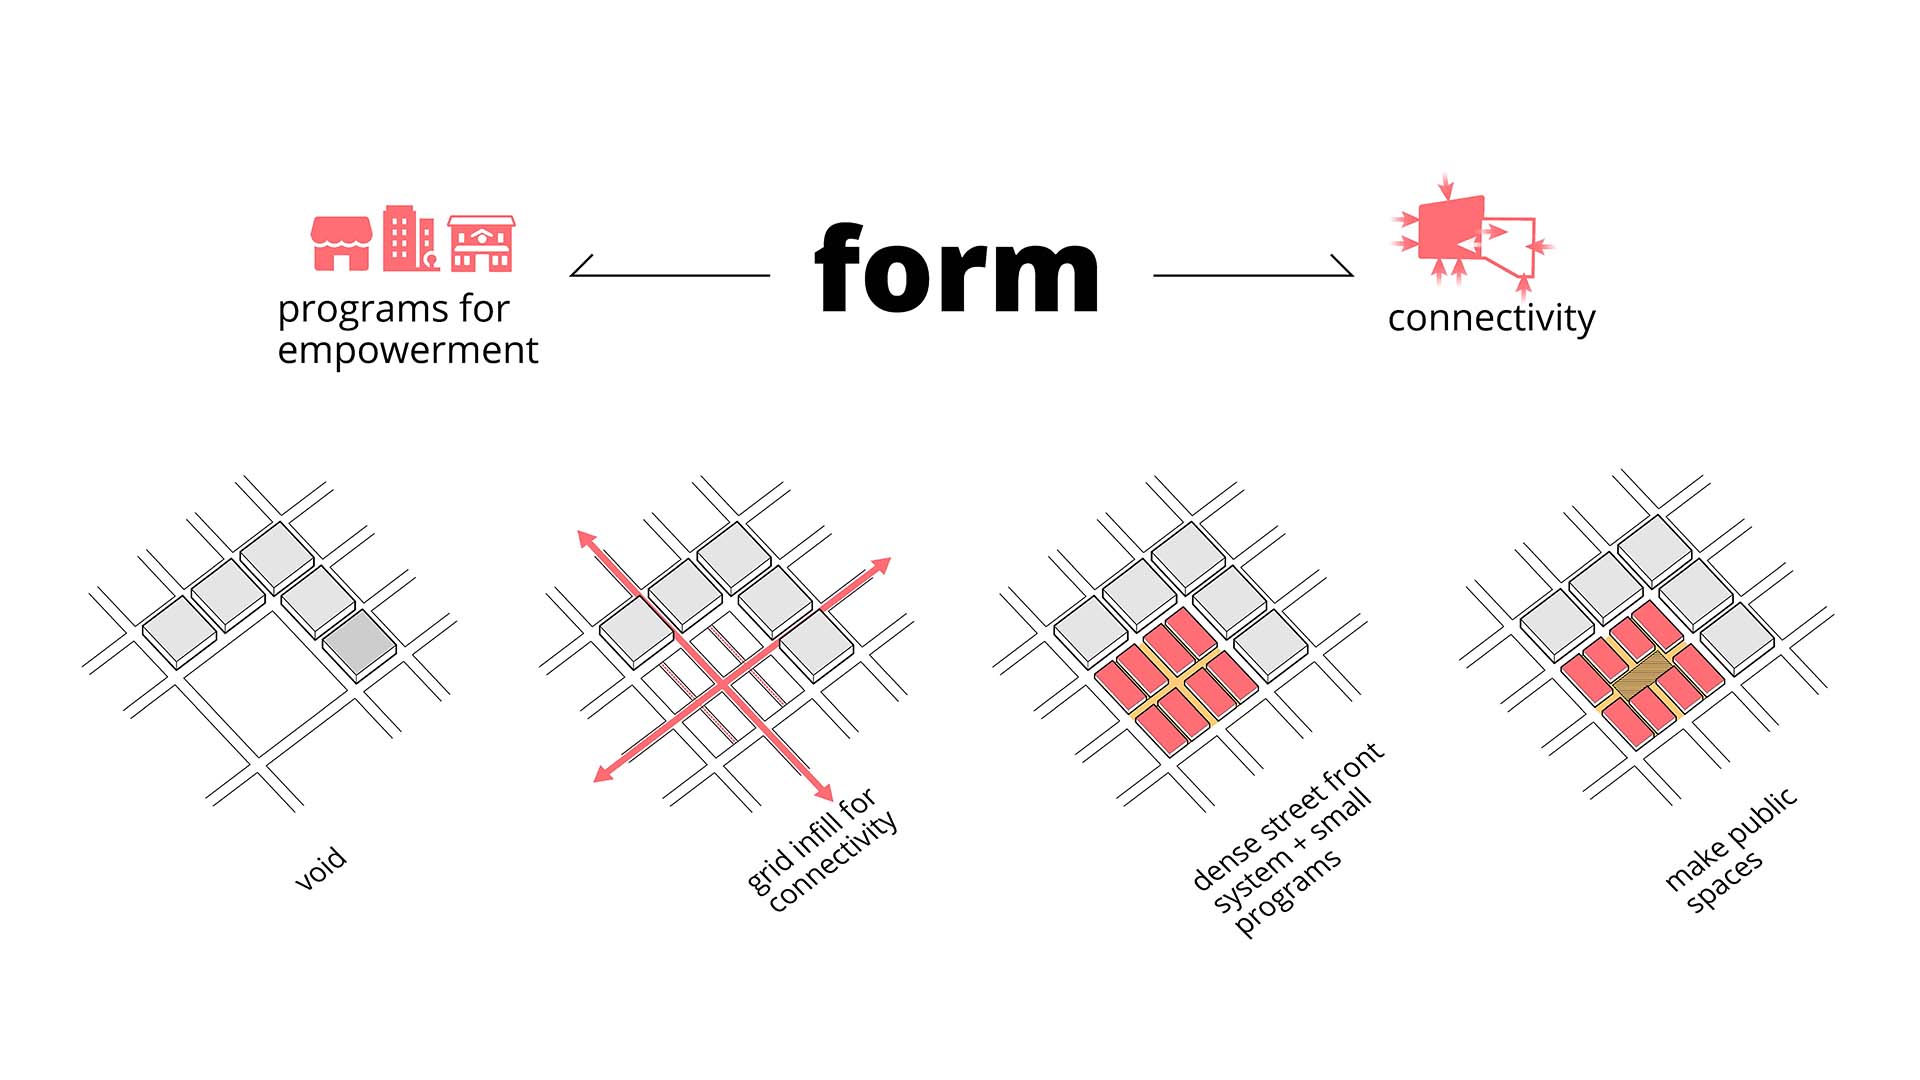 form
programs for
empowerment
connectivity
void
grid infill for
connectivity
dense street front
system + small
programs
make public
spaces